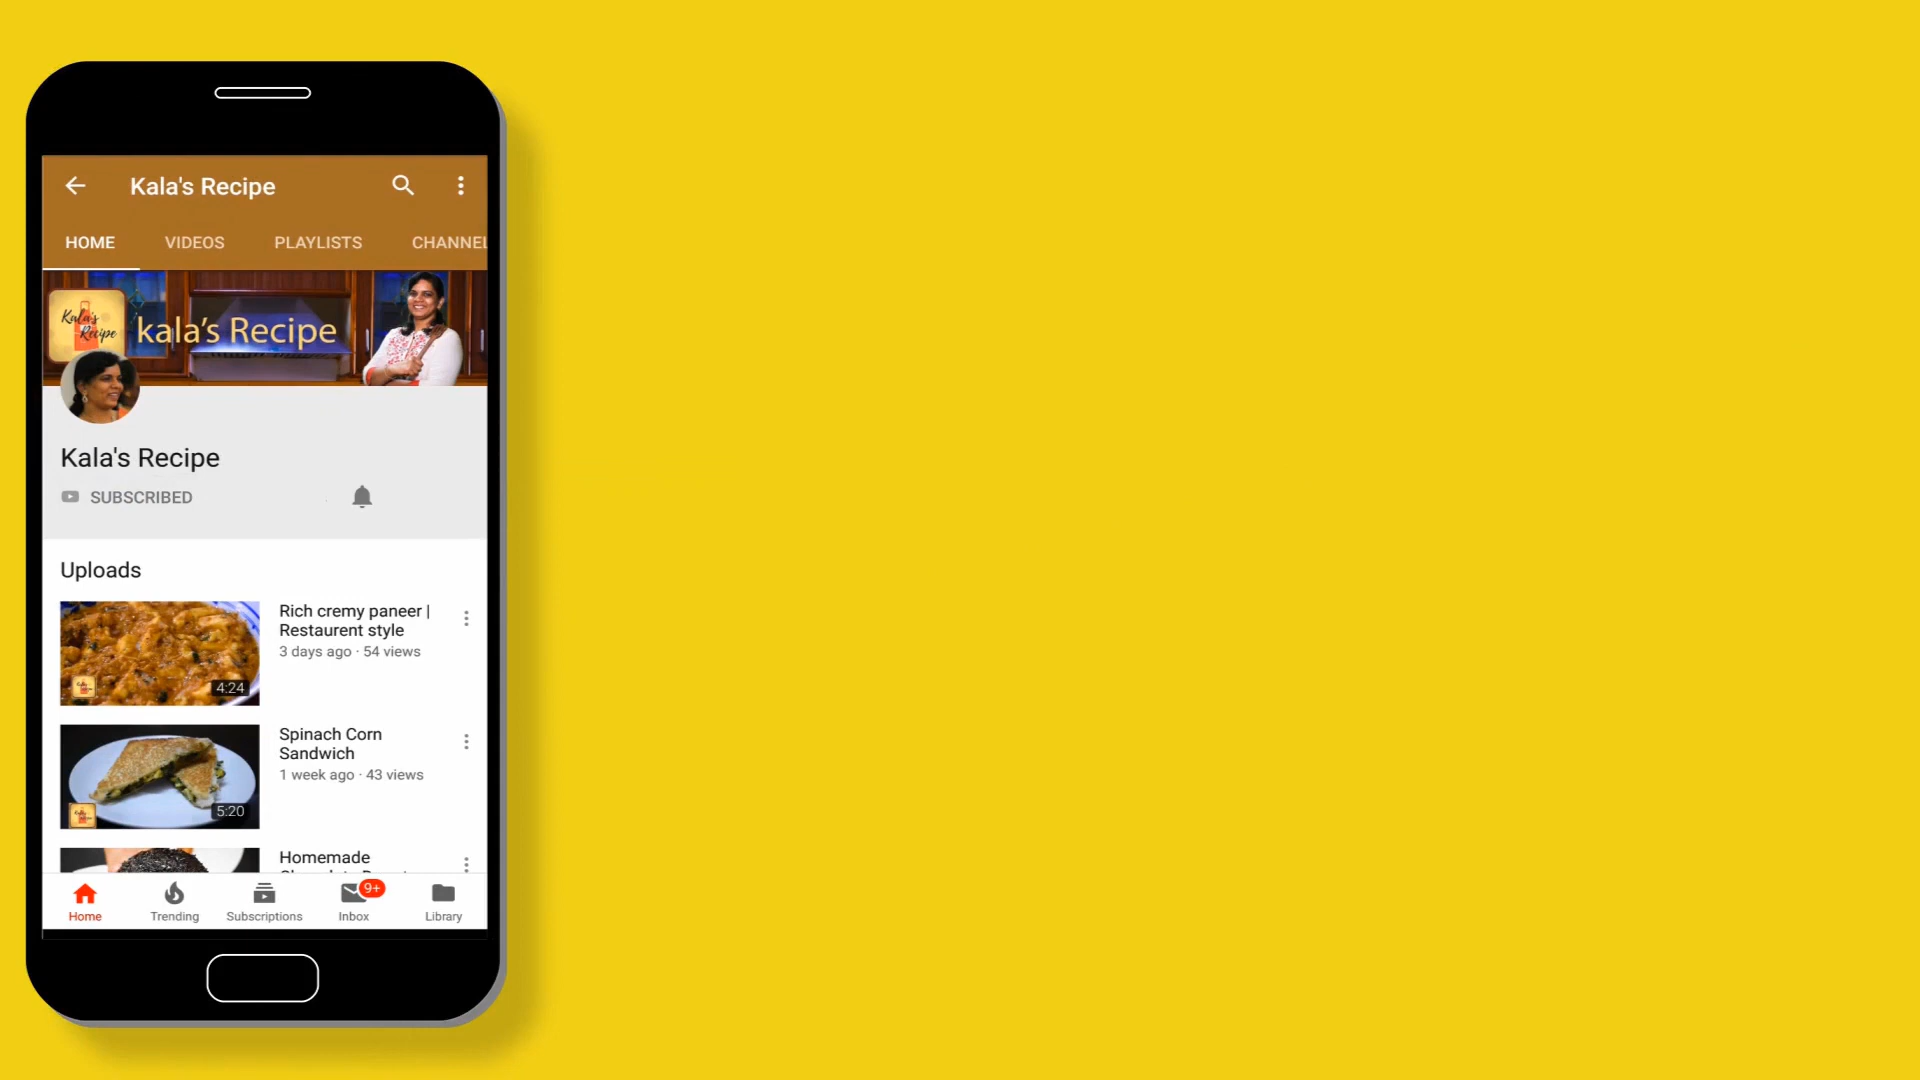 Kala's Recipe
HOME VIDEOS PLAYLISTS CHANNEL
Kala's
Recipe
kala's Recipe
Kala's Recipe
SUBSCRIBED
Uploads
Rich cremy paneer |
Restaurent style
3 days ago · 54 views
4:24
Spinach Corn
Sandwich
1 week ago · 43 views
5:20
Homemade
9+
Home Trending Subscriptions Inbox Library